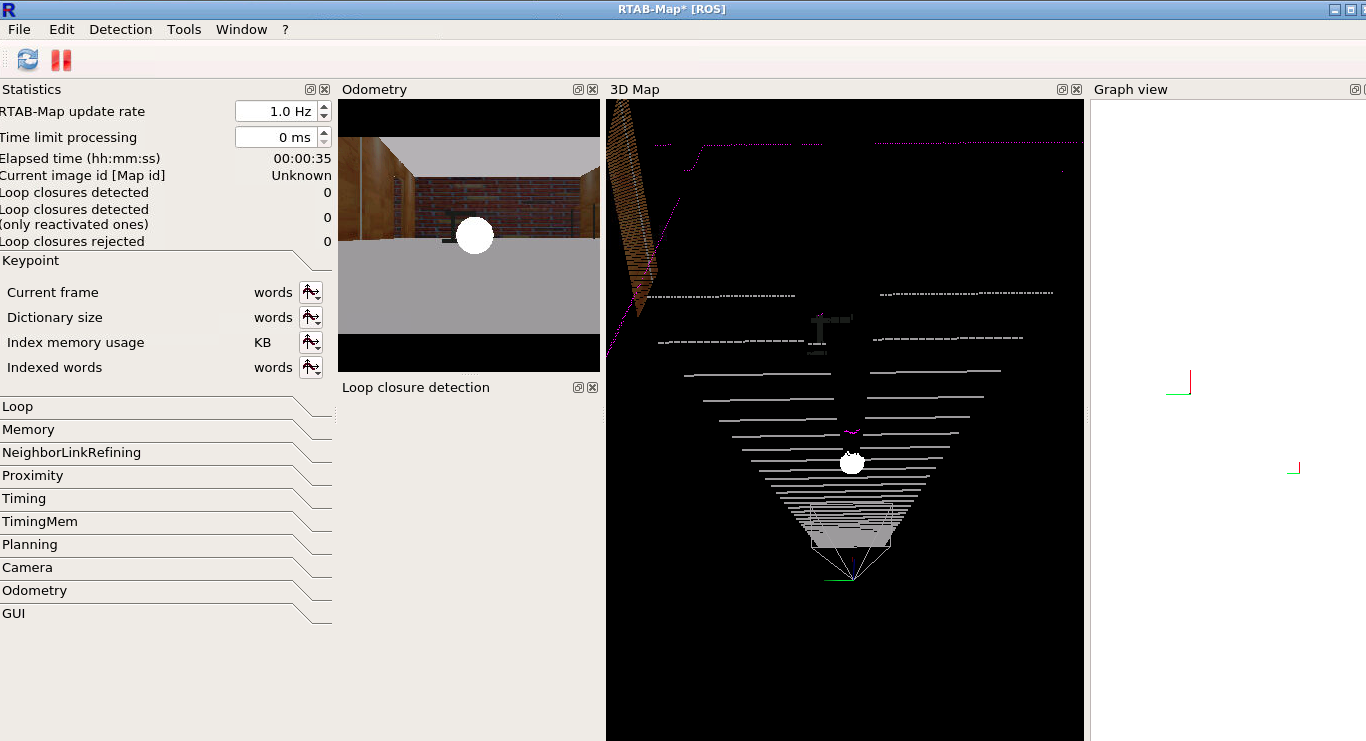 RTAB-Map* [ROS]
File Edit Detection Tools Window ?
Statistics
RTAB-Map update rate 1.0 Hz
Time limit processing 0 ms
Elapsed time (hh:mm:ss) 00:00:35
Current image id [Map id] Unknown
Loop closures detected 0
Loop closures detected
(only reactivated ones) 0
Loop closures rejected 0
Keypoint
Current frame words
Dictionary size words
Index memory usage KB
Indexed words words
Loop
Memory
NeighborLinkRefining
Proximity
Timing
TimingMem
Planning
Camera
Odometry
GUI
Odometry
Loop closure detection
3D Map
Graph view